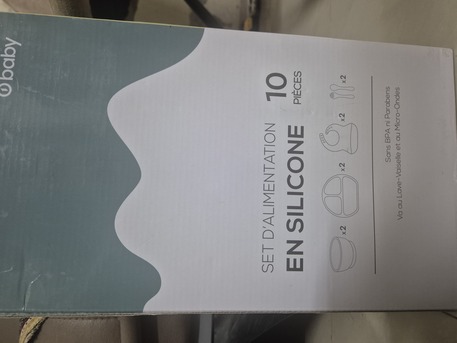 baby
SET D'ALIMENTATION
EN SILICONE
10
PIÈCES
x2
x2
x2
x2
Sans BPA ni Parabens
Va au Lave-Vaisselle et au Micro-Ondes